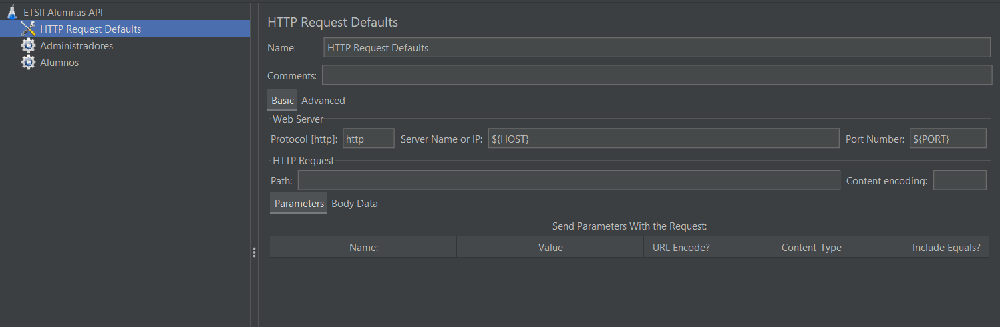 ETSII Alumnas API
HTTP Request Defaults
Administradores
Alumnos
HTTP Request Defaults
Name: HTTP Request Defaults
Comments:
Basic Advanced
Web Server
Protocol [http]: http Server Name or IP: ${HOST} Port Number: ${PORT}
HTTP Request
Path: Content encoding:
Parameters Body Data
Send Parameters With the Request:
Name: Value URL Encode? Content-Type Include Equals?